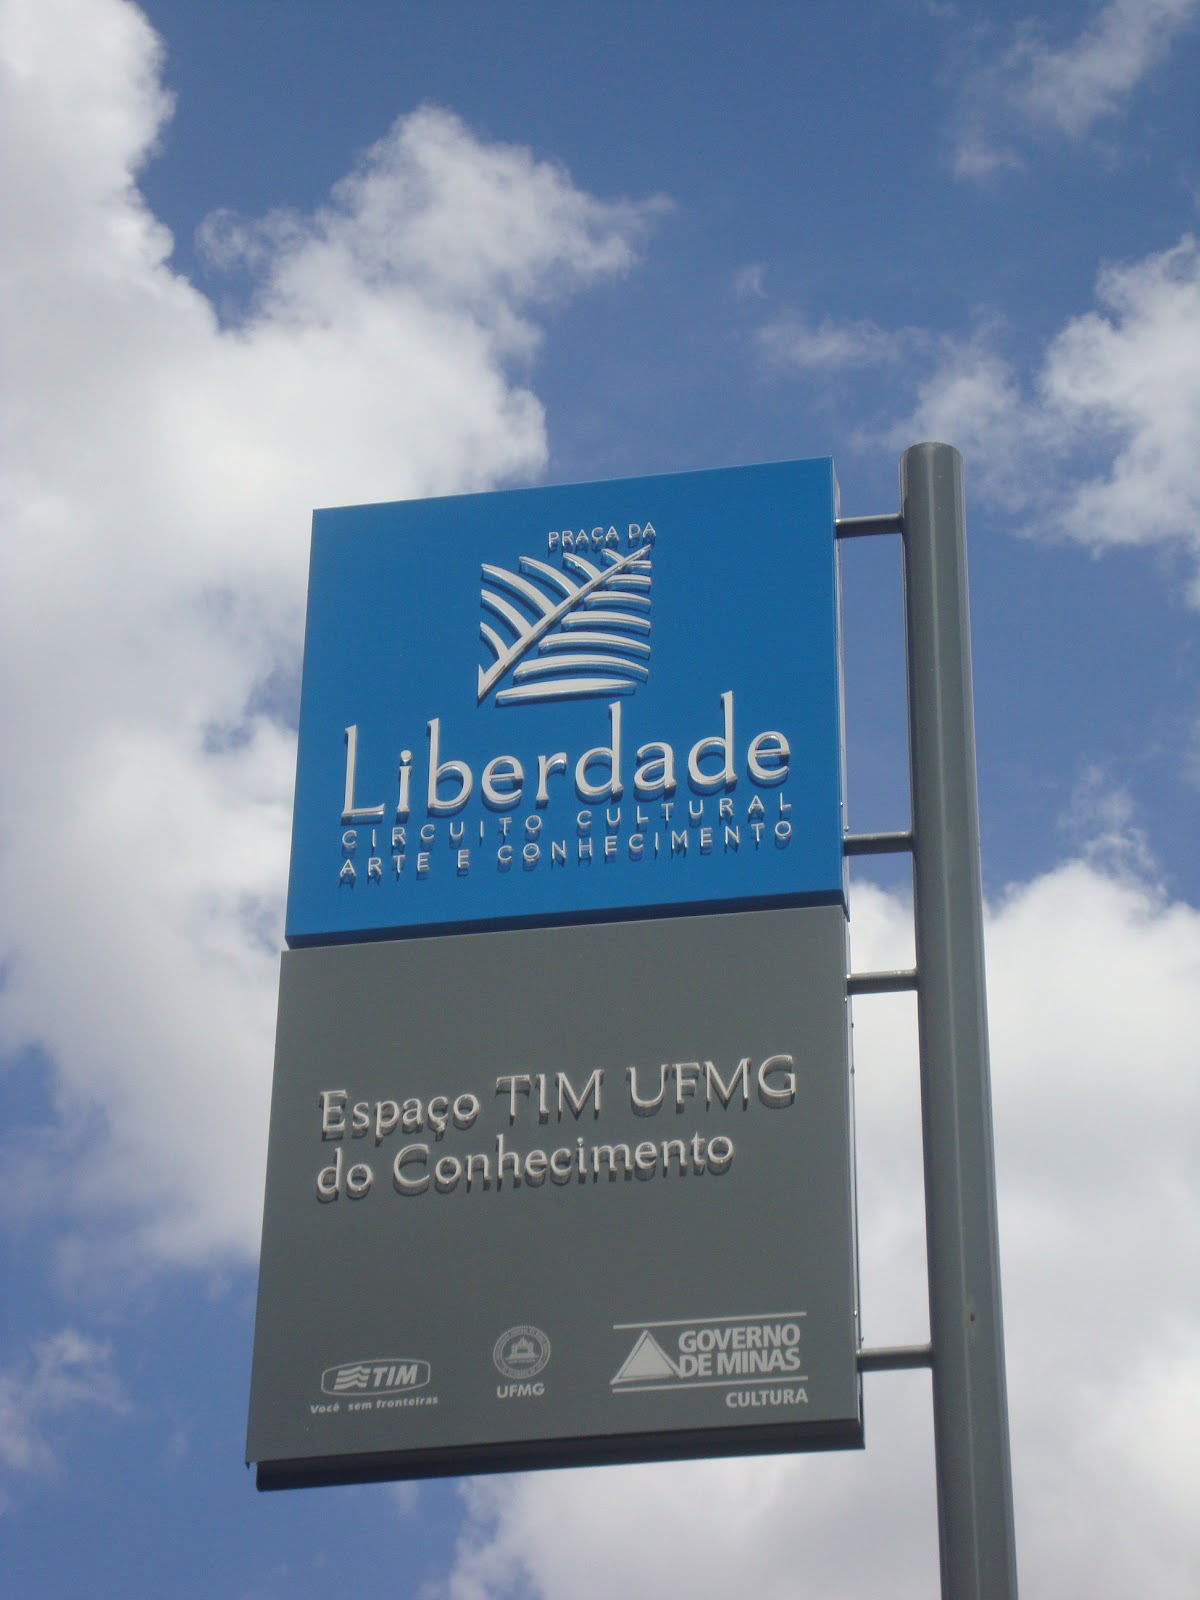 PRAÇA DA
Liberdade
CIRCUITO CULTURAL
ARTE E CONHECIMENTO
Espaço TIM UFMG
do Conhecimento
TIM
Você sem fronteiras
UFMG
GOVERNO
DE MINAS
CULTURA